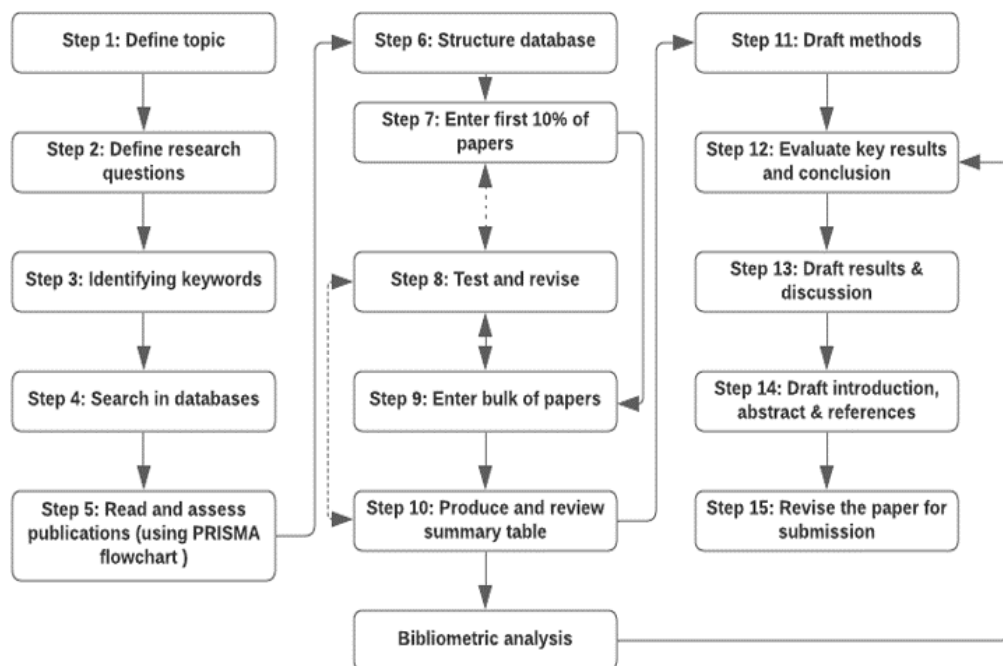 Step 1: Define topic
Step 2: Define research
questions
Step 3: Identifying keywords
Step 4: Search in databases
Step 5: Read and assess
publications (using PRISMA
flowchart )
Step 6: Structure database
Step 7: Enter first 10% of
papers
Step 8: Test and revise
Step 9: Enter bulk of papers
Step 10: Produce and review
summary table
Bibliometric analysis
Step 11: Draft methods
Step 12: Evaluate key results
and conclusion
Step 13: Draft results &
discussion
Step 14: Draft introduction,
abstract & references
Step 15: Revise the paper for
submission